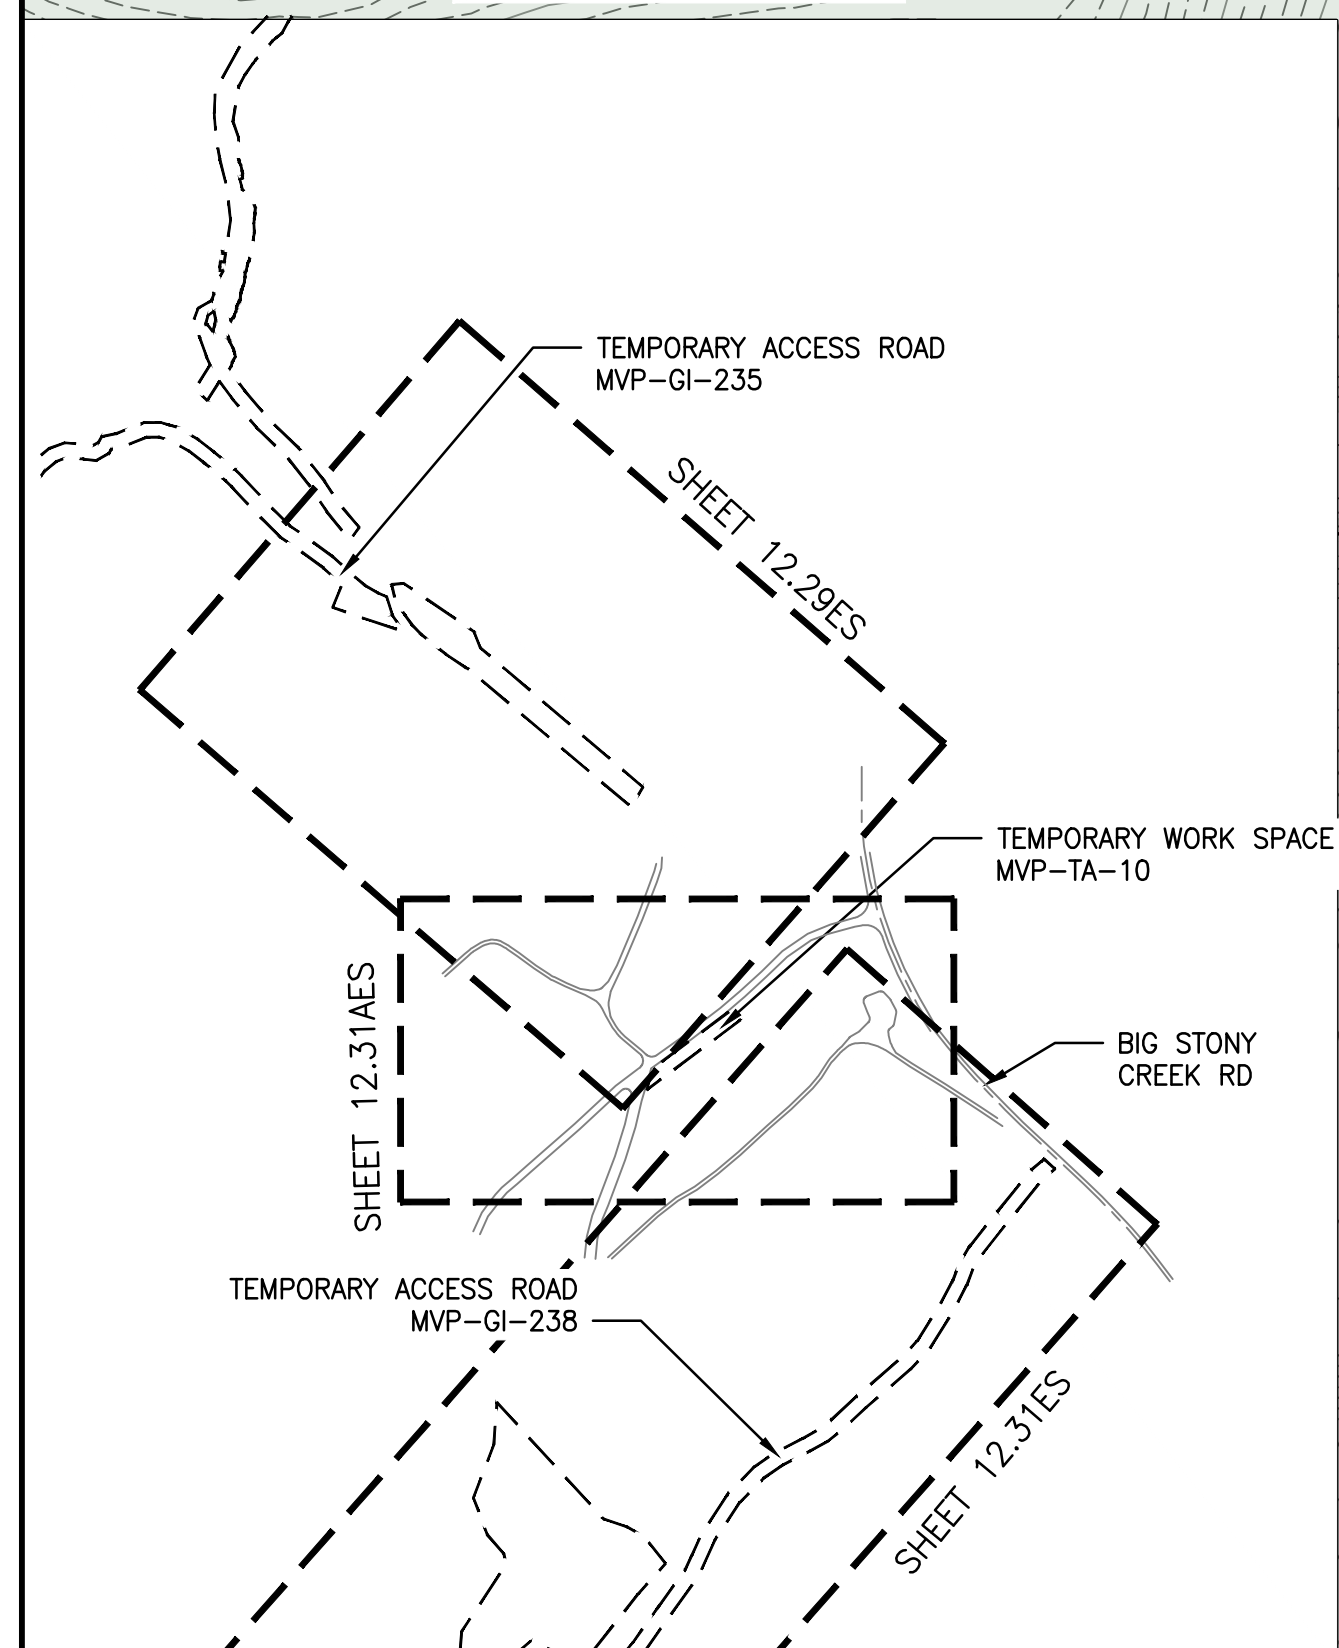 TEMPORARY ACCESS ROAD
MVP-GI-235
SHEET 12.29ES
TEMPORARY WORK SPACE
MVP-TA-10
SHEET 12.31AES
BIG STONY
CREEK RD
TEMPORARY ACCESS ROAD
MVP-GI-238
SHEET 12.31ES